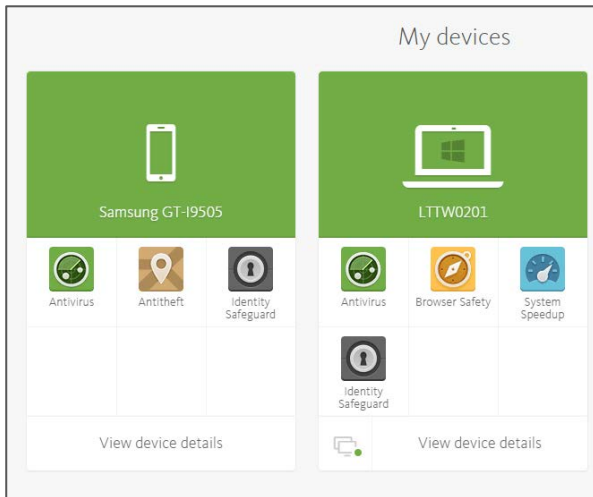 My devices
Samsung GT-I9505
Antivirus
Antitheft
Identity
Safeguard
View device details
LTTW0201
Antivirus
Browser Safety
System
Speedup
Identity
Safeguard
View device details